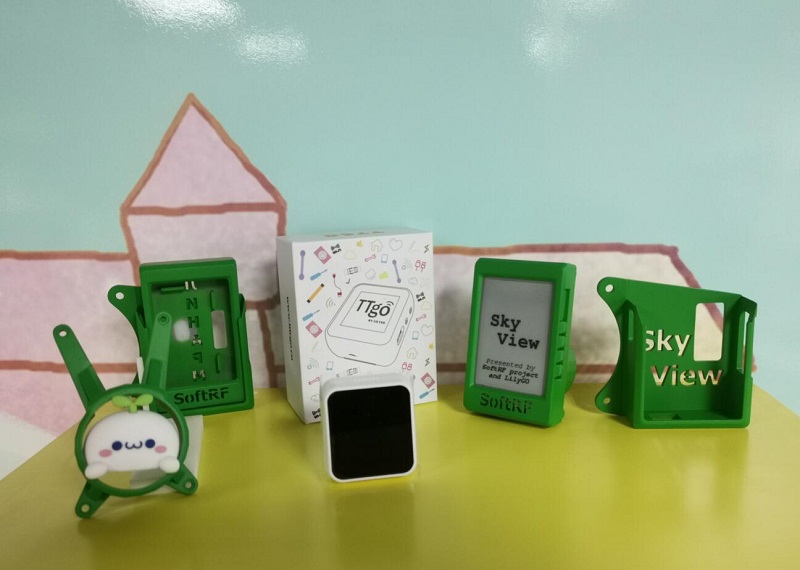 SoftRF
TTgo
Sky
View
Presented by
SoftRF project
and LilyGO
SoftRF
Sky
View